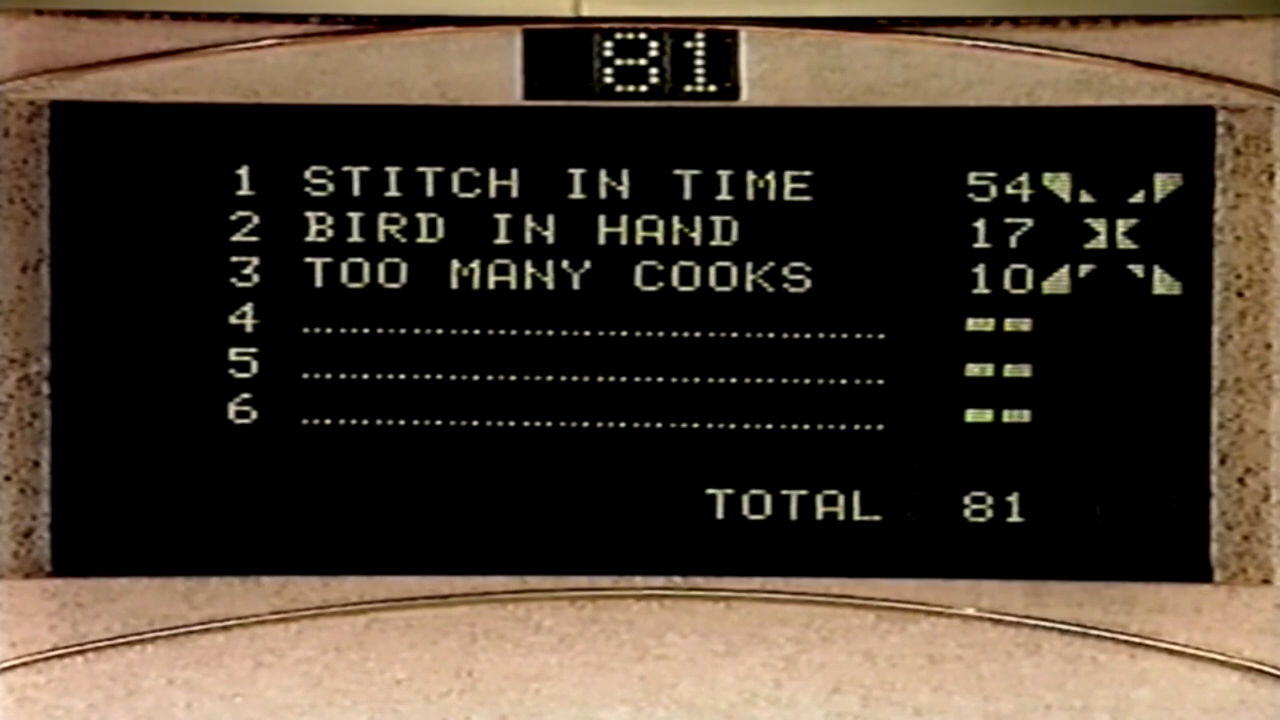 81
1 STITCH IN TIME 54
2 BIRD IN HAND 17
3 TOO MANY COOKS 10
4
5
6
TOTAL 81